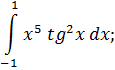 ∫_{-1}^{1} x^5 tg^2 x dx;